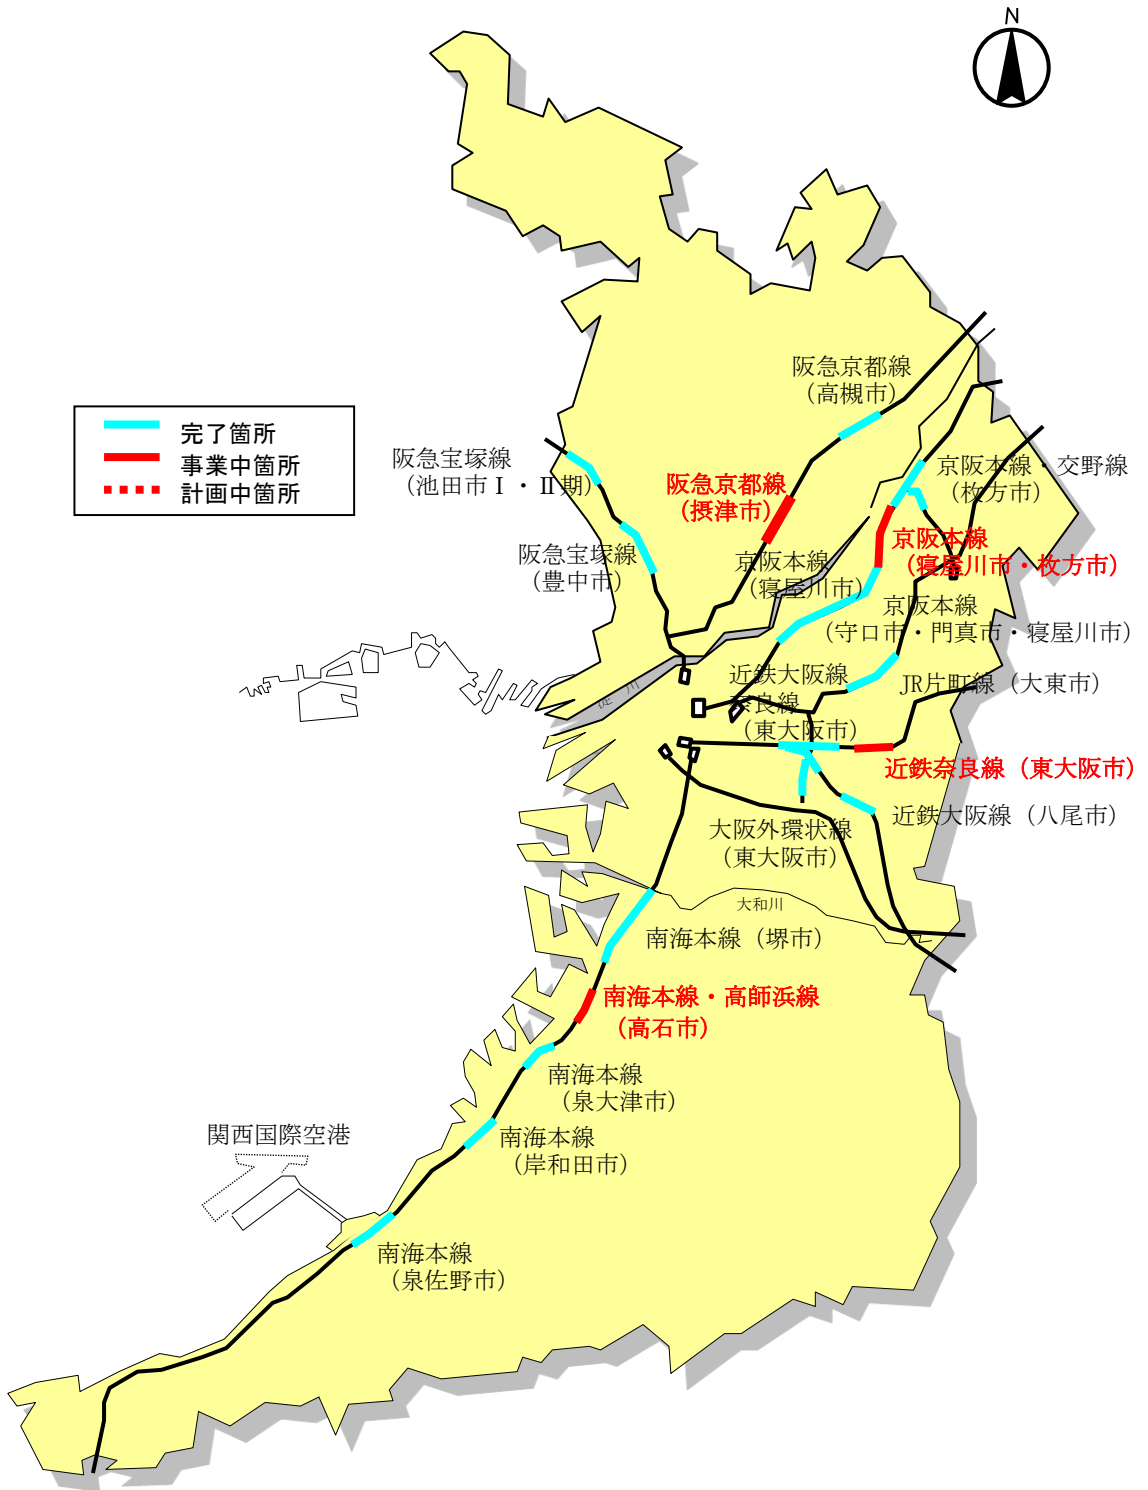 N
阪急京都線
（高槻市）
完了箇所
事業中箇所
計画中箇所
阪急宝塚線
（池田市Ⅰ・Ⅱ期）
阪急京都線
（摂津市）
京阪本線・交野線
（枚方市）
阪急宝塚線
（豊中市）
京阪本線
（寝屋川市）
京阪本線
（寝屋川市・枚方市）
京阪本線
（守口市・門真市・寝屋川市）
淀川
近鉄大阪線
奈良線
（東大阪市）
JR片町線（大東市）
近鉄奈良線（東大阪市）
近鉄大阪線（八尾市）
大阪外環状線
（東大阪市）
大和川
南海本線（堺市）
南海本線・高師浜線
（高石市）
南海本線
（泉大津市）
関西国際空港
南海本線
（岸和田市）
南海本線
（泉佐野市）